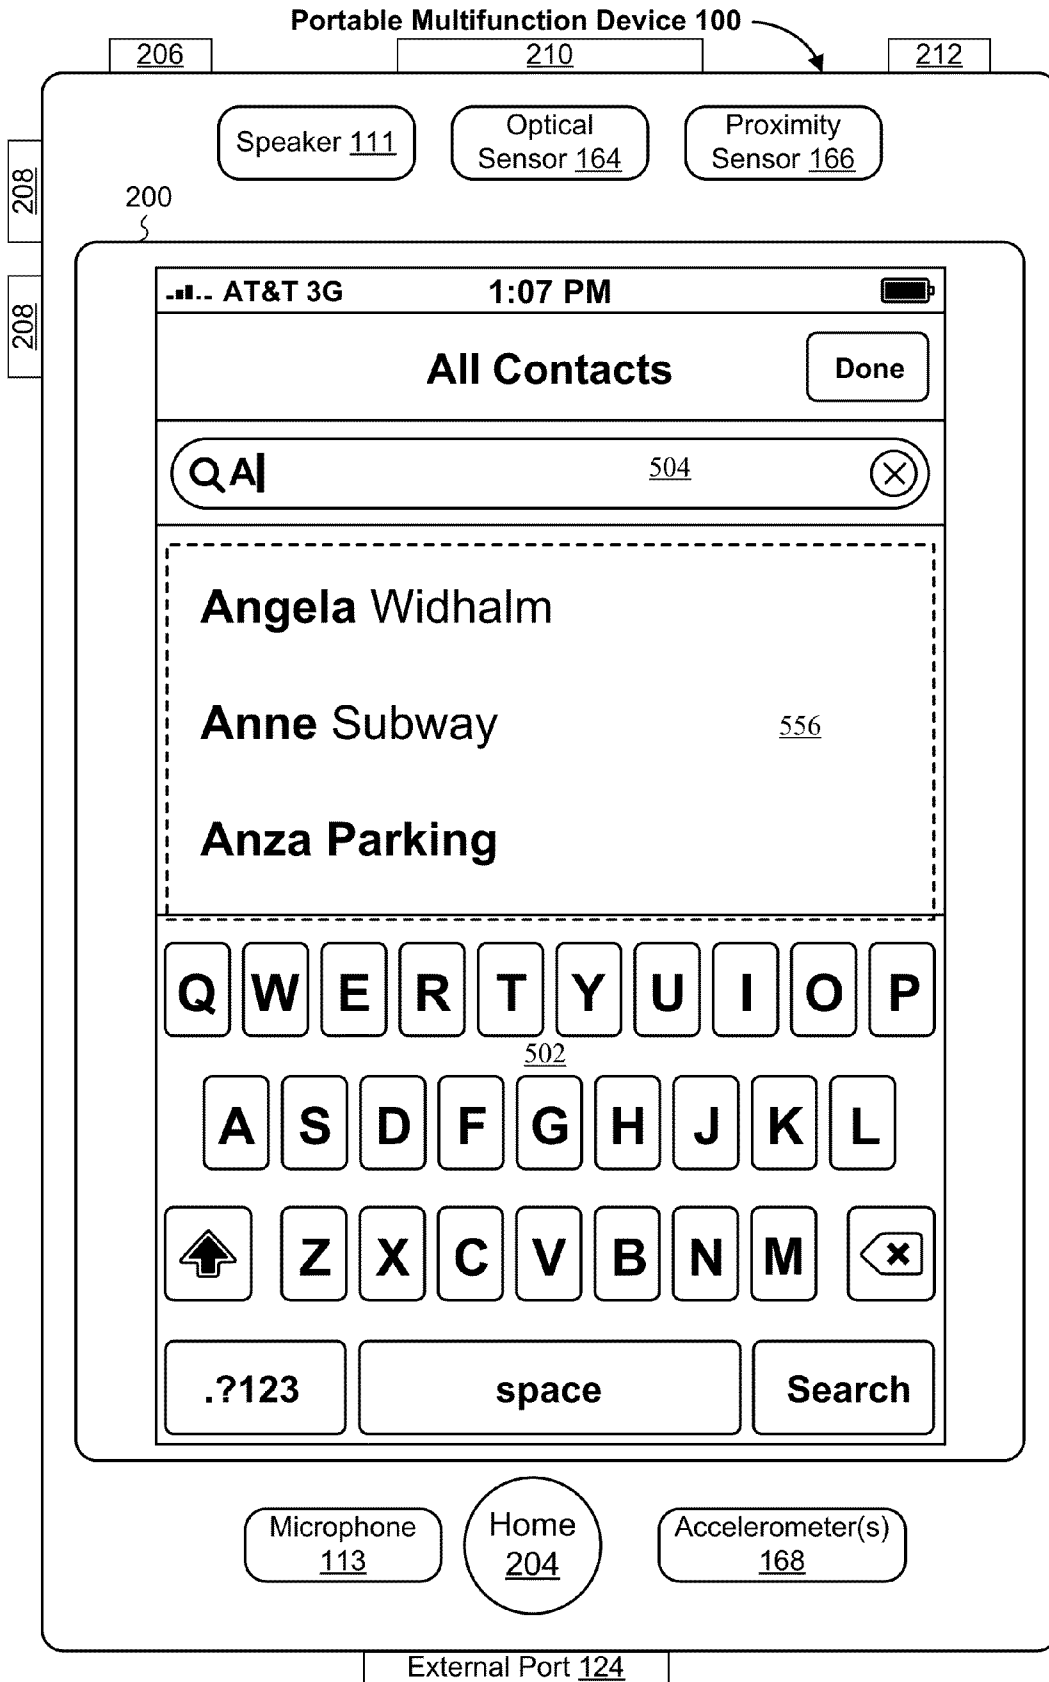 Portable Multifunction Device 100
206
210
212
Speaker 111
Optical
Sensor 164
Proximity
Sensor 166
208
200
208
AT&T 3G 1:07 PM
All Contacts
Done
A 504
Angela Widhalm
Anne Subway
556
Anza Parking
Q W E R T Y U I O P
502
A S D F G H J K L
Z X C V B N M
.?123 space Search
Microphone
113
Home
204
Accelerometer(s)
168
External Port 124